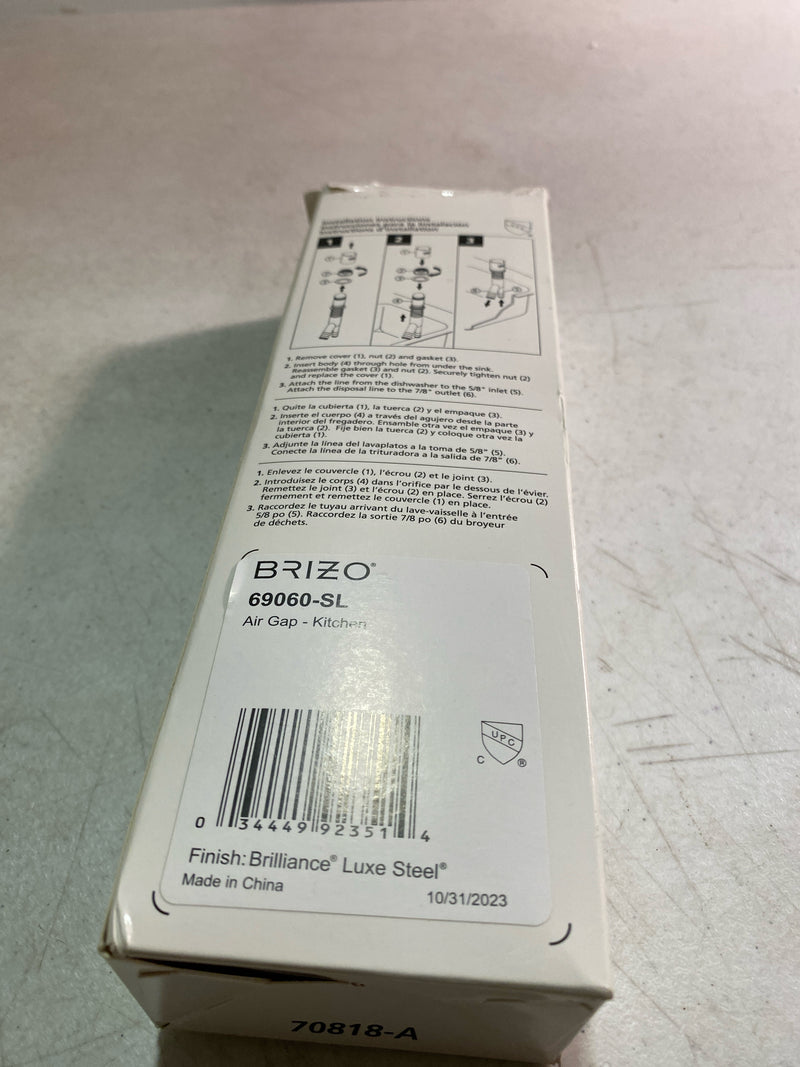 Installation Instructions
Instrucciones para la Instalación
Instructions d'installation
1
2
3
1. Remove cover (1), nut (2) and gasket (3).
2. Insert body (4) through hole from under the sink.
Reassemble gasket (3) and nut (2). Securely tighten nut (2)
and replace the cover (1).
3. Attach the line from the dishwasher to the 5/8" inlet (5).
Attach the disposal line to the 7/8" outlet (6).
1. Quite la cubierta (1), la tuerca (2) y el empaque (3).
2. Inserte el cuerpo (4) a través del agujero desde la parte
interior del fregadero. Ensamble otra vez el empaque (3) y
la tuerca (2). Fije bien la tuerca (2) y coloque otra vez la
cubierta (1).
3. Adjunte la línea del lavaplatos a la toma de 5/8" (5).
Conecte la línea de la trituradora a la salida de 7/8" (6).
1. Enlevez le couvercle (1), l'écrou (2) et le joint (3).
2. Introduisez le corps (4) dans l'orifice par le dessous de l'évier.
Remettez le joint (3) et l'écrou (2) en place. Serrez l'écrou (2)
fermement et remettez le couvercle (1) en place.
3. Raccordez le tuyau arrivant du lave-vaisselle à l'entrée
5/8 po (5). Raccordez la sortie 7/8 po (6) du broyeur
de déchets.
BRIZO®
69060-SL
Air Gap - Kitchen
UPC
C ®
0 34449 92351 4
Finish: Brilliance® Luxe Steel®
Made in China
10/31/2023
70818-A